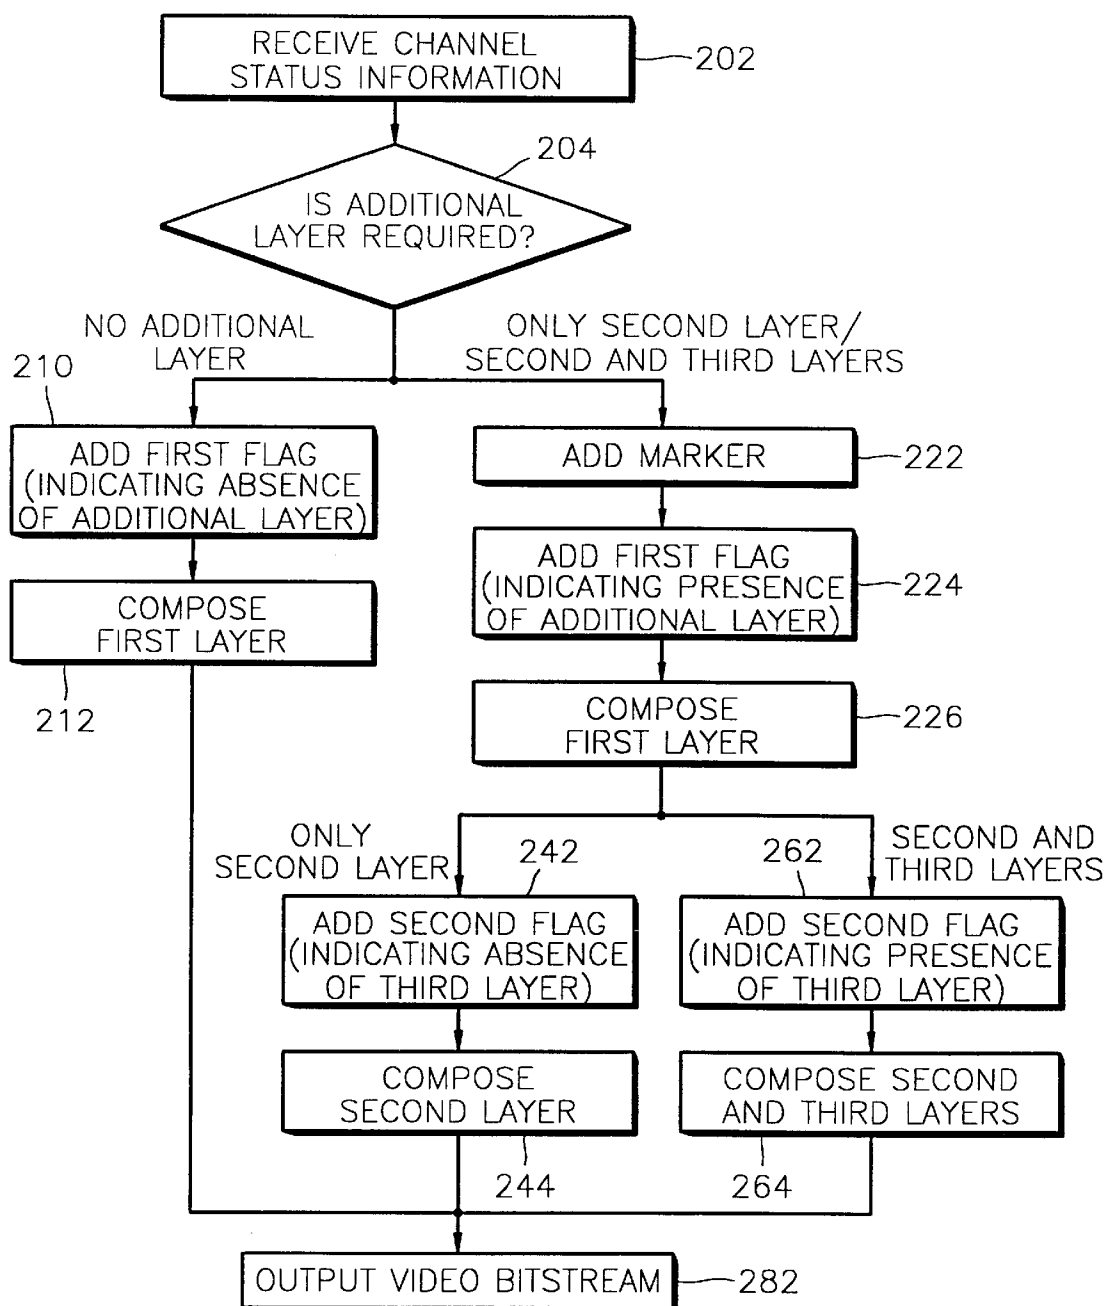 RECEIVE CHANNEL
STATUS INFORMATION
202
204
IS ADDITIONAL
LAYER REQUIRED?
NO ADDITIONAL
LAYER
ONLY SECOND LAYER/
SECOND AND THIRD LAYERS
210
ADD FIRST FLAG
(INDICATING ABSENCE
OF ADDITIONAL LAYER)
ADD MARKER
222
ADD FIRST FLAG
(INDICATING PRESENCE
OF ADDITIONAL LAYER)
224
COMPOSE
FIRST LAYER
212
COMPOSE
FIRST LAYER
226
ONLY
SECOND LAYER
242
262
SECOND AND
THIRD LAYERS
ADD SECOND FLAG
(INDICATING ABSENCE
OF THIRD LAYER)
ADD SECOND FLAG
(INDICATING PRESENCE
OF THIRD LAYER)
COMPOSE
SECOND LAYER
244
COMPOSE SECOND
AND THIRD LAYERS
264
OUTPUT VIDEO BITSTREAM
282